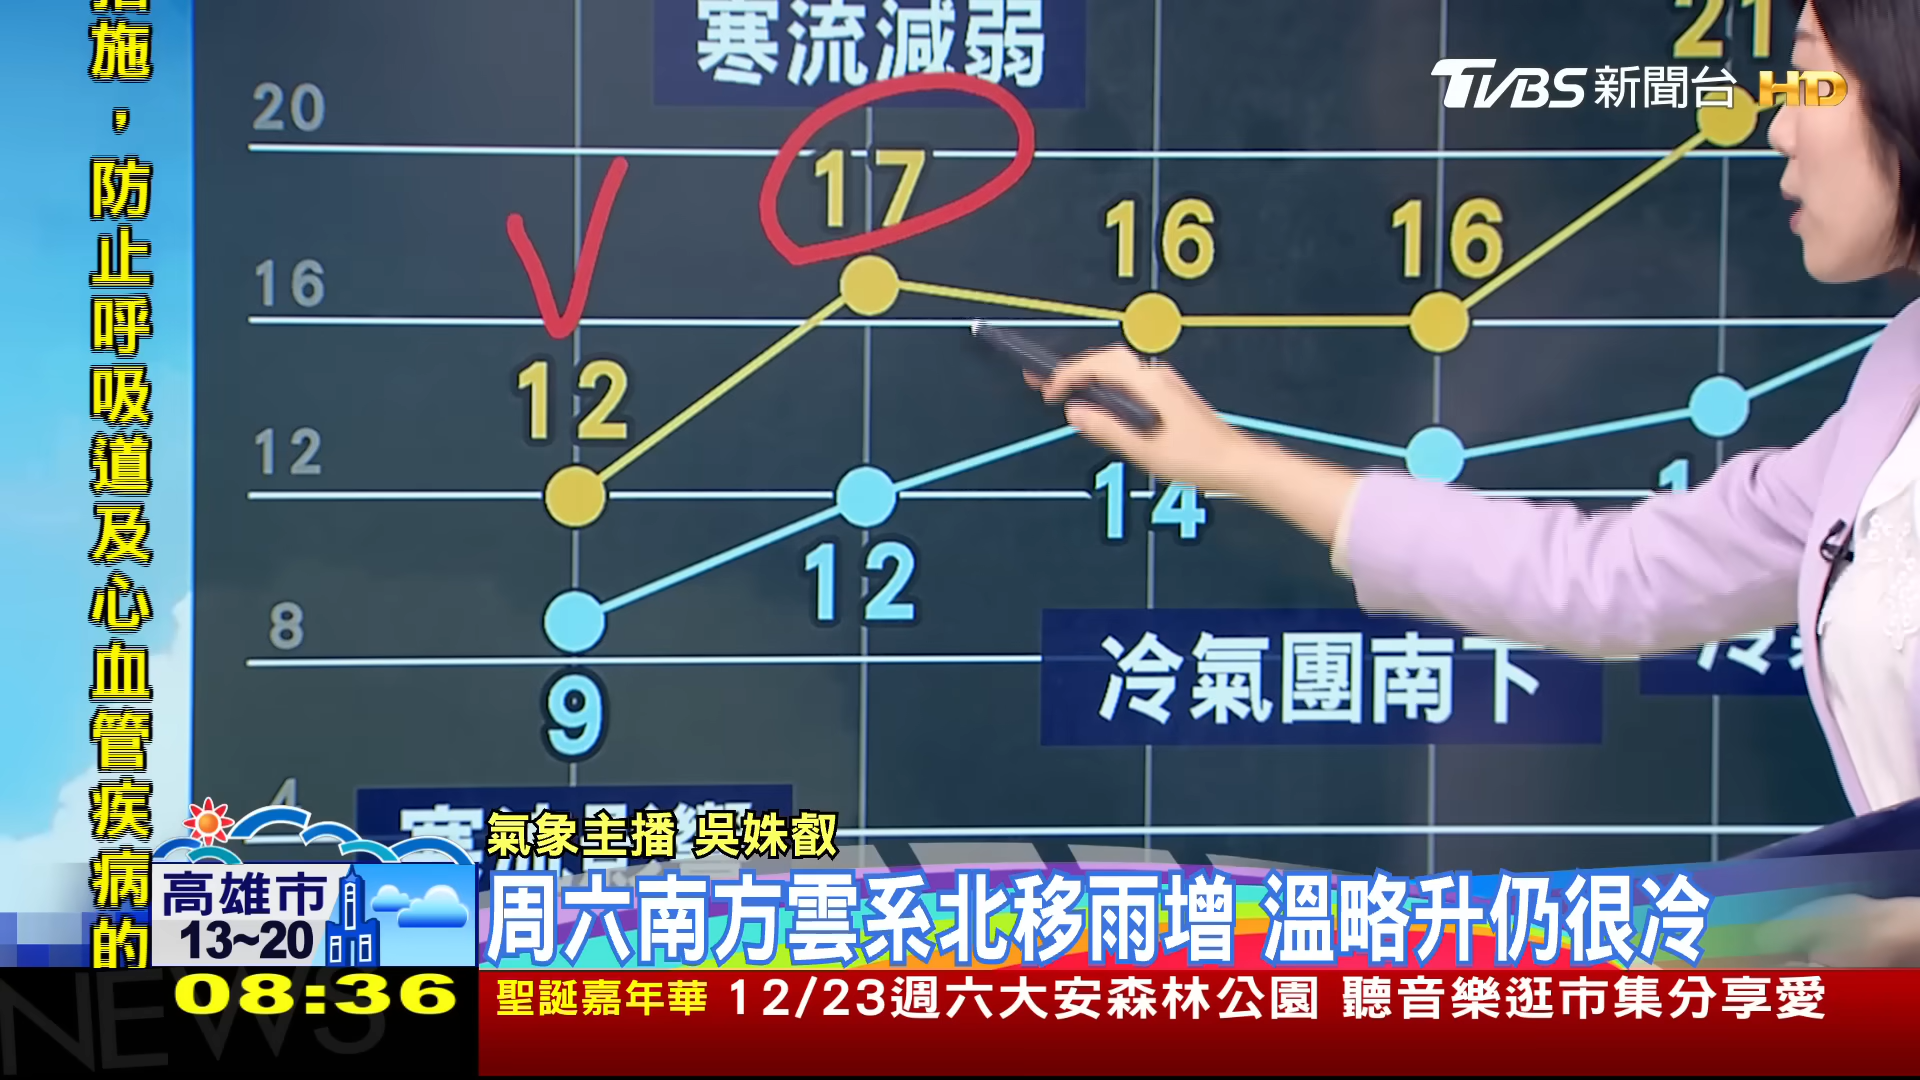 施，防止呼吸道及心血管疾病的
寒流減弱
TVBS新聞台 HD
21
20
17
16
16
16
12
12
14
12
8
9
冷氣團南下
冷
4
氣象主播 吳姝叡
高雄市
13~20
周六南方雲系北移雨增 溫略升仍很冷
NEWS
08:36
聖誕嘉年華 12/23週六大安森林公園 聽音樂逛市集分享愛